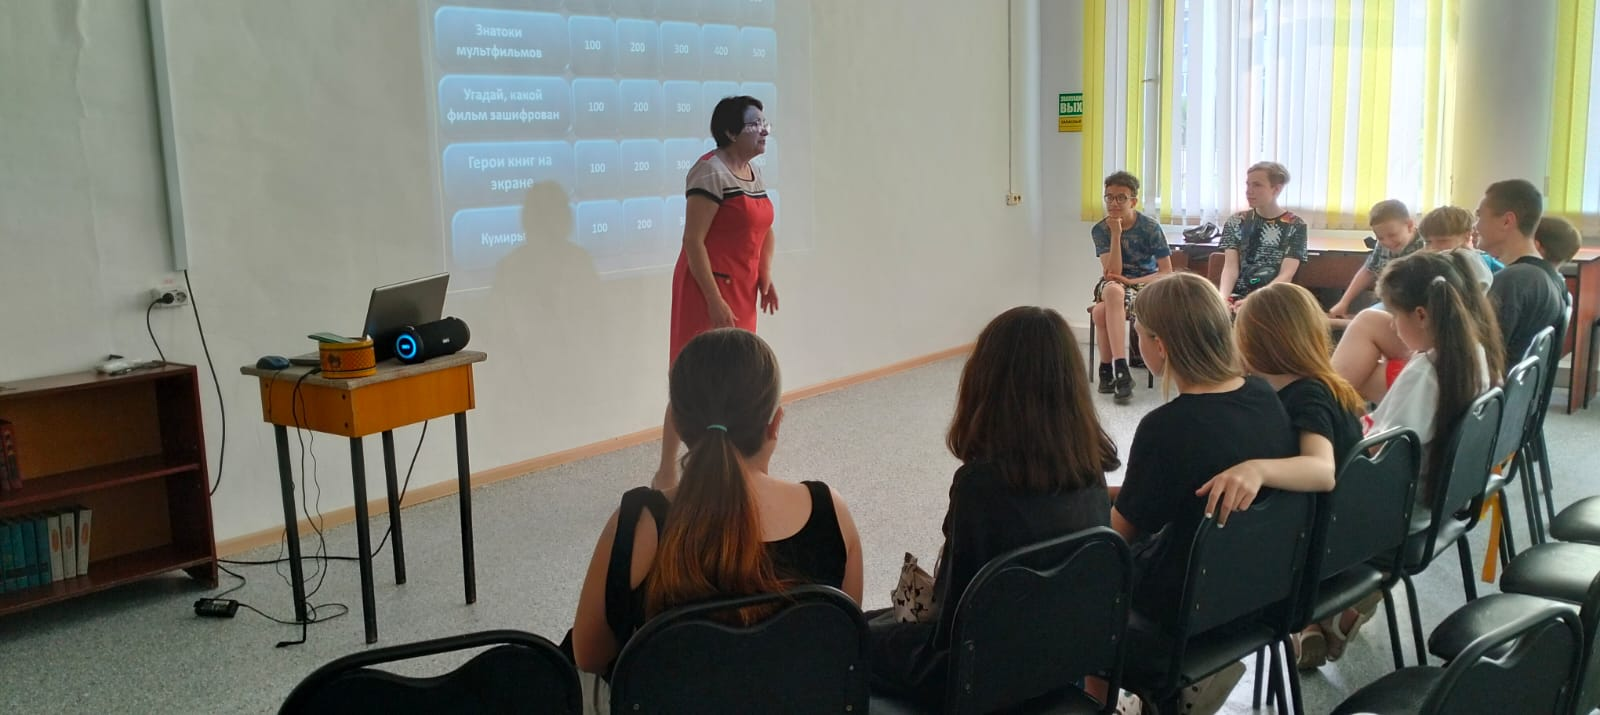 Знатоки
мультфильмов
100 200 300 400 500
Угадай, какой
фильм зашифрован
100 200 300
Герои книг на
экране
100 200 300
Кумиры
100 200
ВЫХ